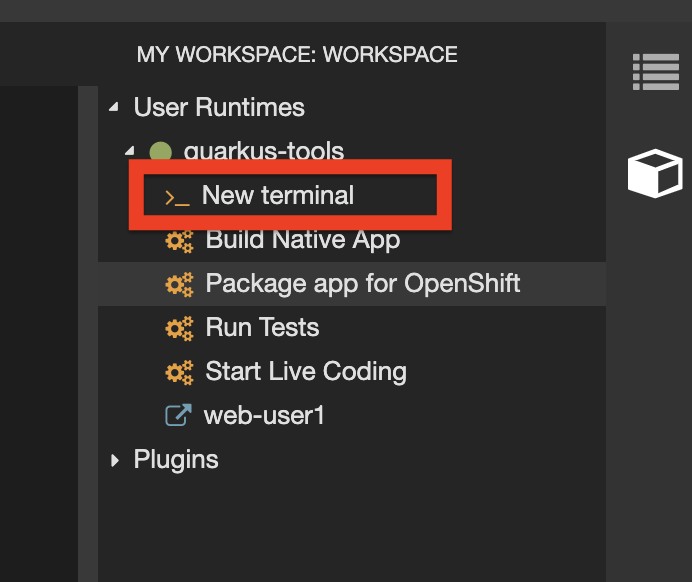 MY WORKSPACE: WORKSPACE
User Runtimes
quarkus-tools
>_ New terminal
Build Native App
Package app for OpenShift
Run Tests
Start Live Coding
web-user1
Plugins